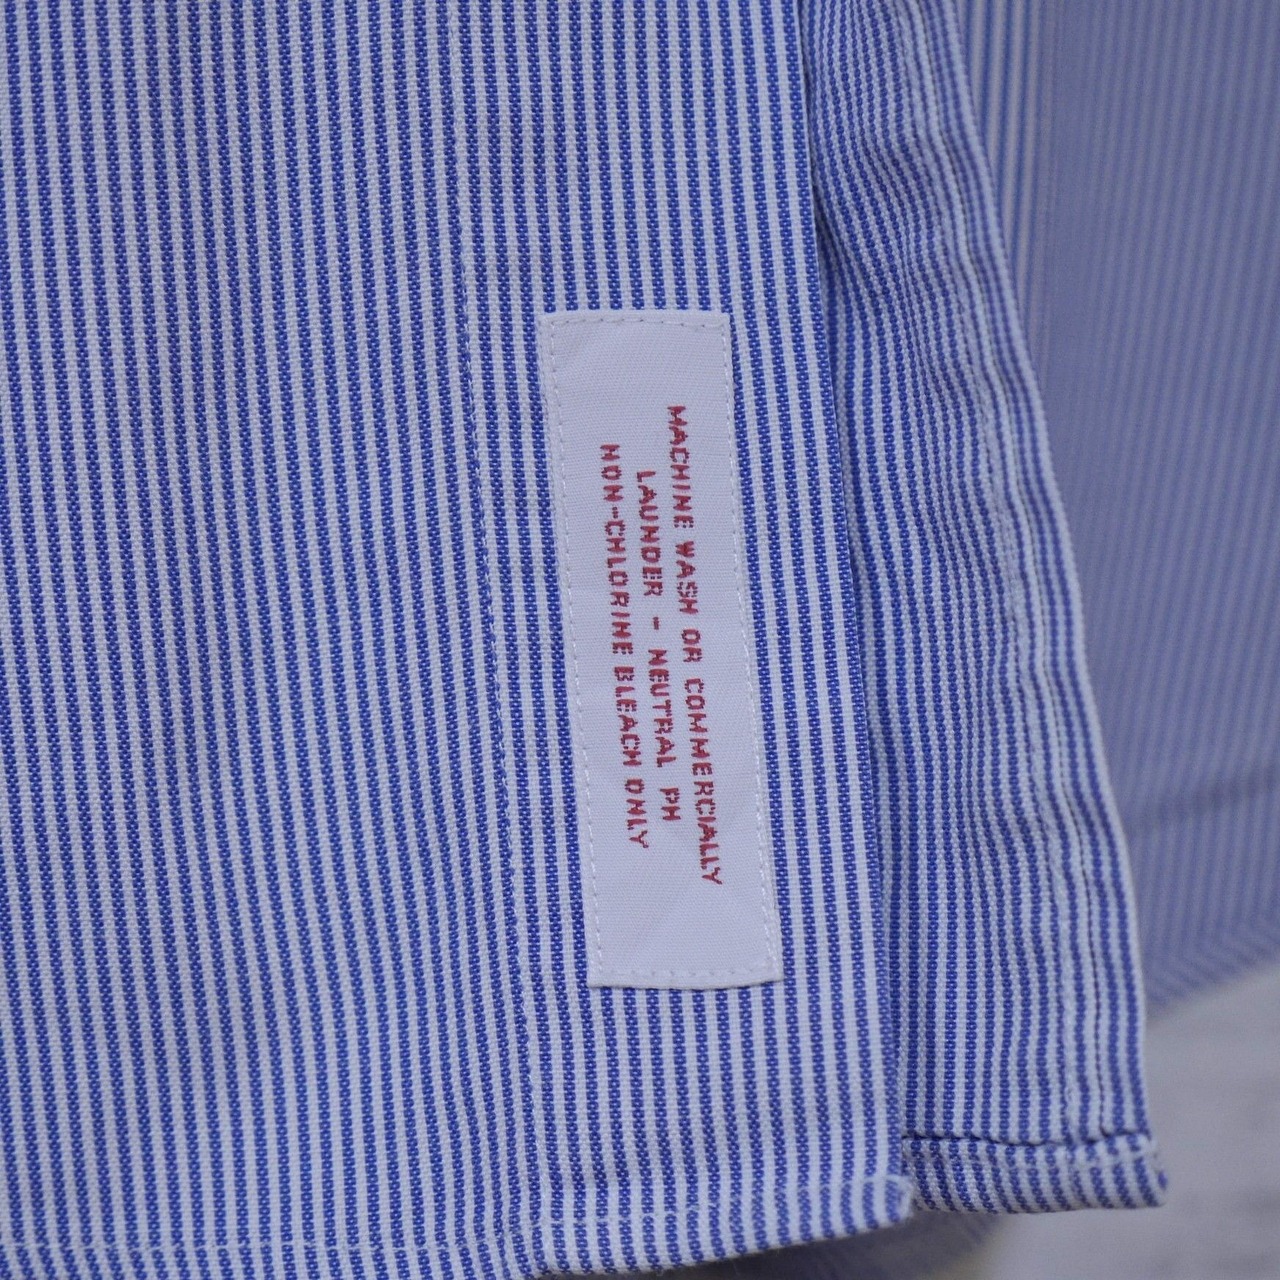 MACHINE WASH OR COMMERCIALLY
LAUNDER - NEUTRAL PH
NON-CHLORINE BLEACH ONLY